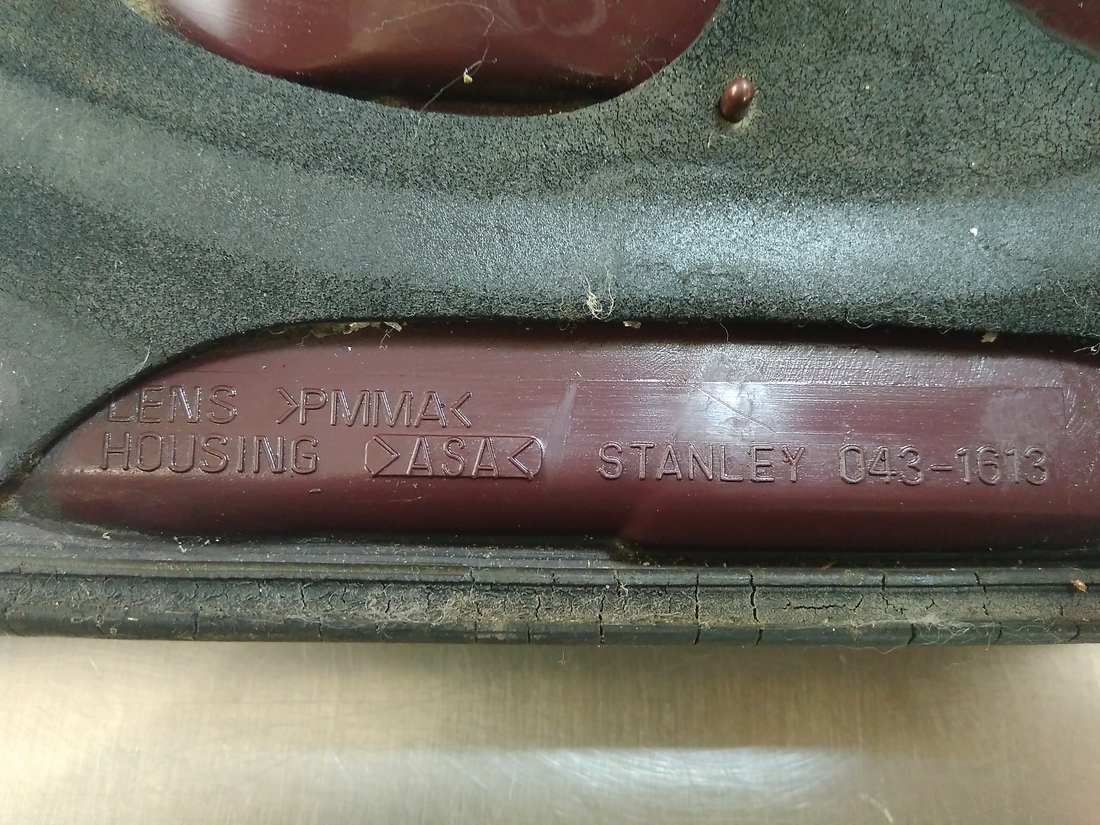 LENS >PMMA<
HOUSING >ASA< STANLEY 043-1613